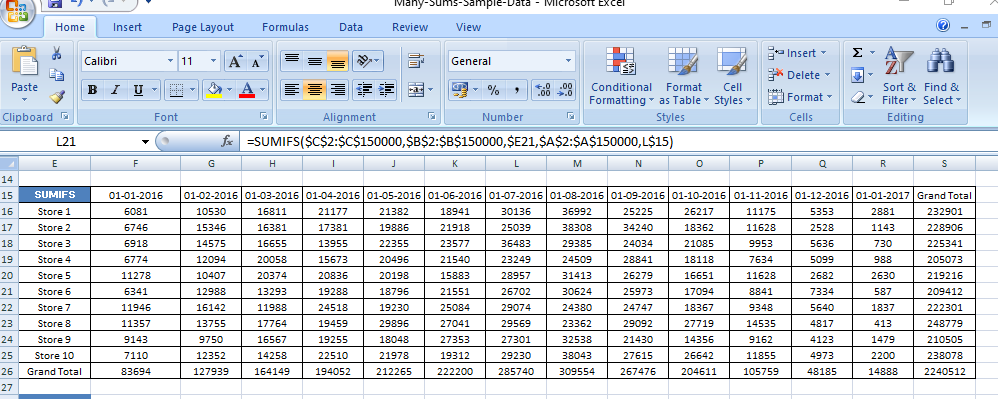 Many-Sums-Sample-Data - Microsoft Excel
Home Insert Page Layout Formulas Data Review View
Calibri 11 General Insert
Paste Conditional Formatting Format as Table Cell Styles Delete Sort & Filter Find & Select
B I U % , Format
Clipboard Font Alignment Number Styles Cells Editing
L21 fx =SUMIFS($C$2:$C$150000,$B$2:$B$150000,$E21,$A$2:$A$150000,L$15)
E F G H I J K L M N O P Q R S
14
15 SUMIFS 01-01-2016 01-02-2016 01-03-2016 01-04-2016 01-05-2016 01-06-2016 01-07-2016 01-08-2016 01-09-2016 01-10-2016 01-11-2016 01-12-2016 01-01-2017 Grand Total
16 Store 1 6081 10530 16811 21177 21382 18941 30136 36992 25225 26217 11175 5353 2881 232901
17 Store 2 6746 15346 16381 17381 19886 21918 25039 38308 34240 18362 11628 2528 1143 228906
18 Store 3 6918 14575 16655 13955 22355 23577 36483 29385 24034 21085 9953 5636 730 225341
19 Store 4 6774 12094 20058 15673 20496 21540 23249 24509 28841 18118 7634 5099 988 205073
20 Store 5 11278 10407 20374 20836 20198 15883 28957 31413 26279 16651 11628 2682 2630 219216
21 Store 6 6341 12988 13293 19288 18796 21551 26702 30624 25973 17094 8841 7334 587 209412
22 Store 7 11946 16142 11988 24518 19230 25084 29074 24380 24747 18367 9348 5640 1837 222301
23 Store 8 11357 13755 17764 19459 29896 27041 29569 23362 29092 27719 14535 4817 413 248779
24 Store 9 9143 9750 16567 19255 18048 27353 27301 32538 21430 14356 9162 4123 1479 210505
25 Store 10 7110 12352 14258 22510 21978 19312 29230 38043 27615 26642 11855 4973 2200 238078
26 Grand Total 83694 127939 164149 194052 212265 222200 285740 309554 267476 204611 105759 48185 14888 2240512
27